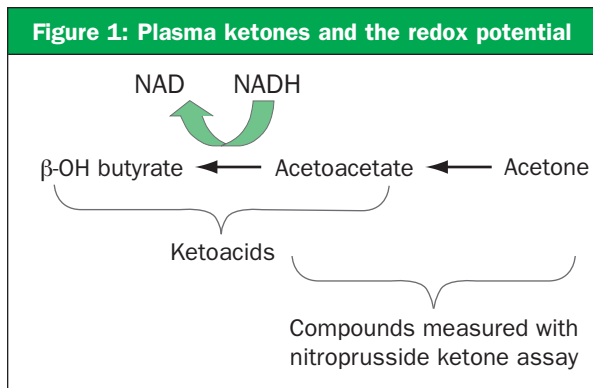 Figure 1: Plasma ketones and the redox potential
NAD NADH
β-OH butyrate Acetoacetate Acetone
Ketoacids
Compounds measured with
nitroprusside ketone assay